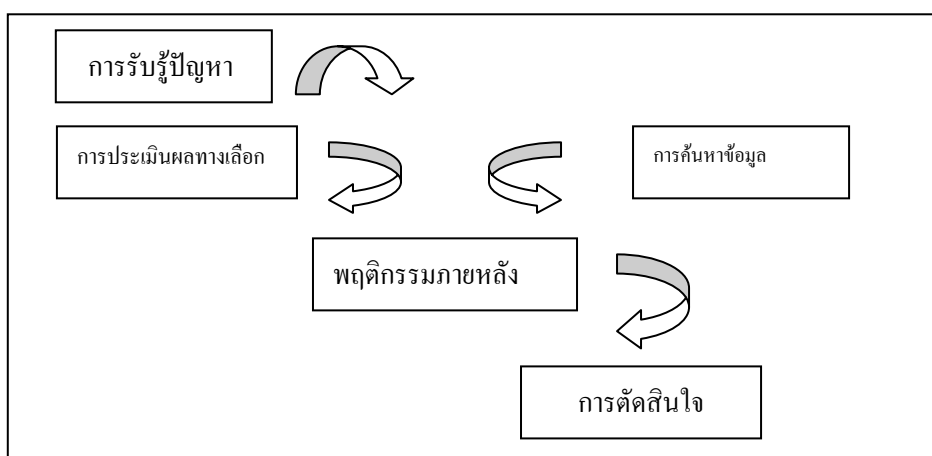 การรับรู้ปัญหา
การประเมินผลทางเลือก
การค้นหาข้อมูล
พฤติกรรมภายหลัง
การตัดสินใจ